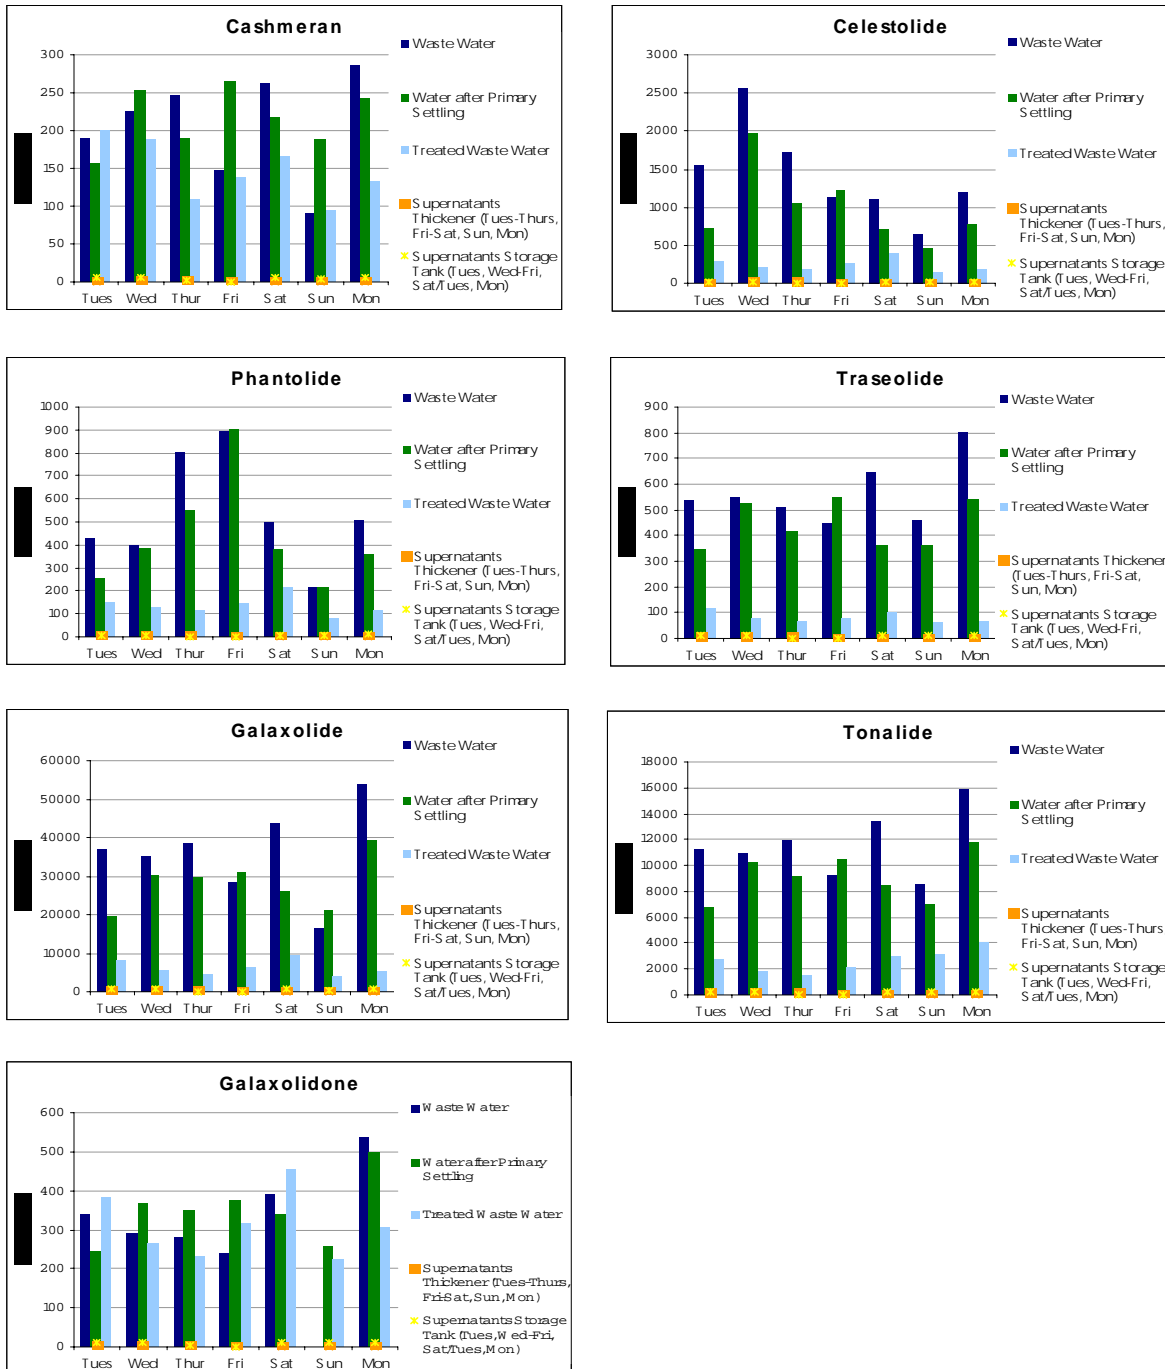 Cashmeran
300
250
200
150
100
50
0
Tues Wed Thur Fri Sat Sun Mon
Waste Water
Water after Primary
Settling
Treated Waste Water
Supernatants
Thickener (Tues-Thurs,
Fri-Sat, Sun, Mon)
Supernatants Storage
Tank (Tues, Wed-Fri,
Sat/Tues, Mon)
Celestolide
3000
2500
2000
1500
1000
500
0
Tues Wed Thur Fri Sat Sun Mon
Waste Water
Water after Primary
Settling
Treated Waste Water
Supernatants
Thickener (Tues-Thurs,
Fri-Sat, Sun, Mon)
Supernatants Storage
Tank (Tues, Wed-Fri,
Sat/Tues, Mon)
Phantolide
1000
900
800
700
600
500
400
300
200
100
0
Tues Wed Thur Fri Sat Sun Mon
Waste Water
Water after Primary
Settling
Treated Waste Water
Supernatants
Thickener (Tues-Thurs,
Fri-Sat, Sun, Mon)
Supernatants Storage
Tank (Tues, Wed-Fri,
Sat/Tues, Mon)
Traseolide
900
800
700
600
500
400
300
200
100
0
Tues Wed Thur Fri Sat Sun Mon
Waste Water
Water after Primary
Settling
Treated Waste Water
Supernatants Thickener
(Tues-Thurs, Fri-Sat,
Sun, Mon)
Supernatants Storage
Tank (Tues, Wed-Fri,
Sat/Tues, Mon)
Galaxolide
60000
50000
40000
30000
20000
10000
0
Tues Wed Thur Fri Sat Sun Mon
Waste Water
Water after Primary
Settling
Treated Waste Water
Supernatants
Thickener (Tues-Thurs,
Fri-Sat, Sun, Mon)
Supernatants Storage
Tank (Tues, Wed-Fri,
Sat/Tues, Mon)
Tonalide
18000
16000
14000
12000
10000
8000
6000
4000
2000
0
Tues Wed Thur Fri Sat Sun Mon
Waste Water
Water after Primary
Settling
Treated Waste Water
Supernatants
Thickener (Tues-Thurs,
Fri-Sat, Sun, Mon)
Supernatants Storage
Tank (Tues, Wed-Fri,
Sat/Tues, Mon)
Galaxolidone
600
500
400
300
200
100
0
Tues Wed Thur Fri Sat Sun Mon
Waste Water
Water after Primary
Settling
Treated Waste Water
Supernatants
Thickener (Tues-Thurs,
Fri-Sat, Sun, Mon)
Supernatants Storage
Tank (Tues, Wed-Fri,
Sat/Tues, Mon)